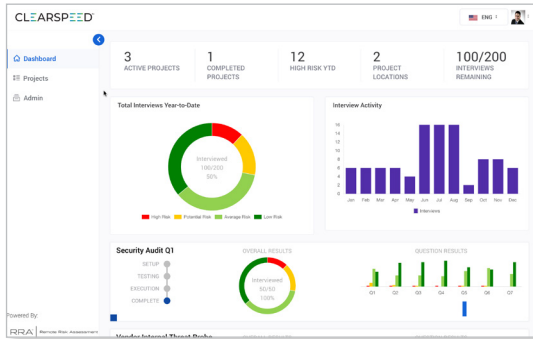 CLEARSPEED
ENG
Dashboard
Projects
Admin
3
ACTIVE PROJECTS
1
COMPLETED
PROJECTS
12
HIGH RISK YTD
2
PROJECT
LOCATIONS
100/200
INTERVIEWS
REMAINING
Total Interviews Year-to-Date
Interviewed
100/200
50%
High Risk Potential Risk Average Risk Low Risk
Interview Activity
16
14
12
10
8
6
4
2
0
Jan Feb Mar Apr May Jun Jul Aug Sep Oct Nov Dec
Interviews
Security Audit Q1
OVERALL RESULTS
QUESTION RESULTS
SETUP
TESTING
EXECUTION
COMPLETE
Interviewed
50/50
100%
Q1 Q2 Q3 Q4 Q5 Q6 Q7
Powered By:
RRA Remote Risk Assessment
Vendor Internal Threat Probe